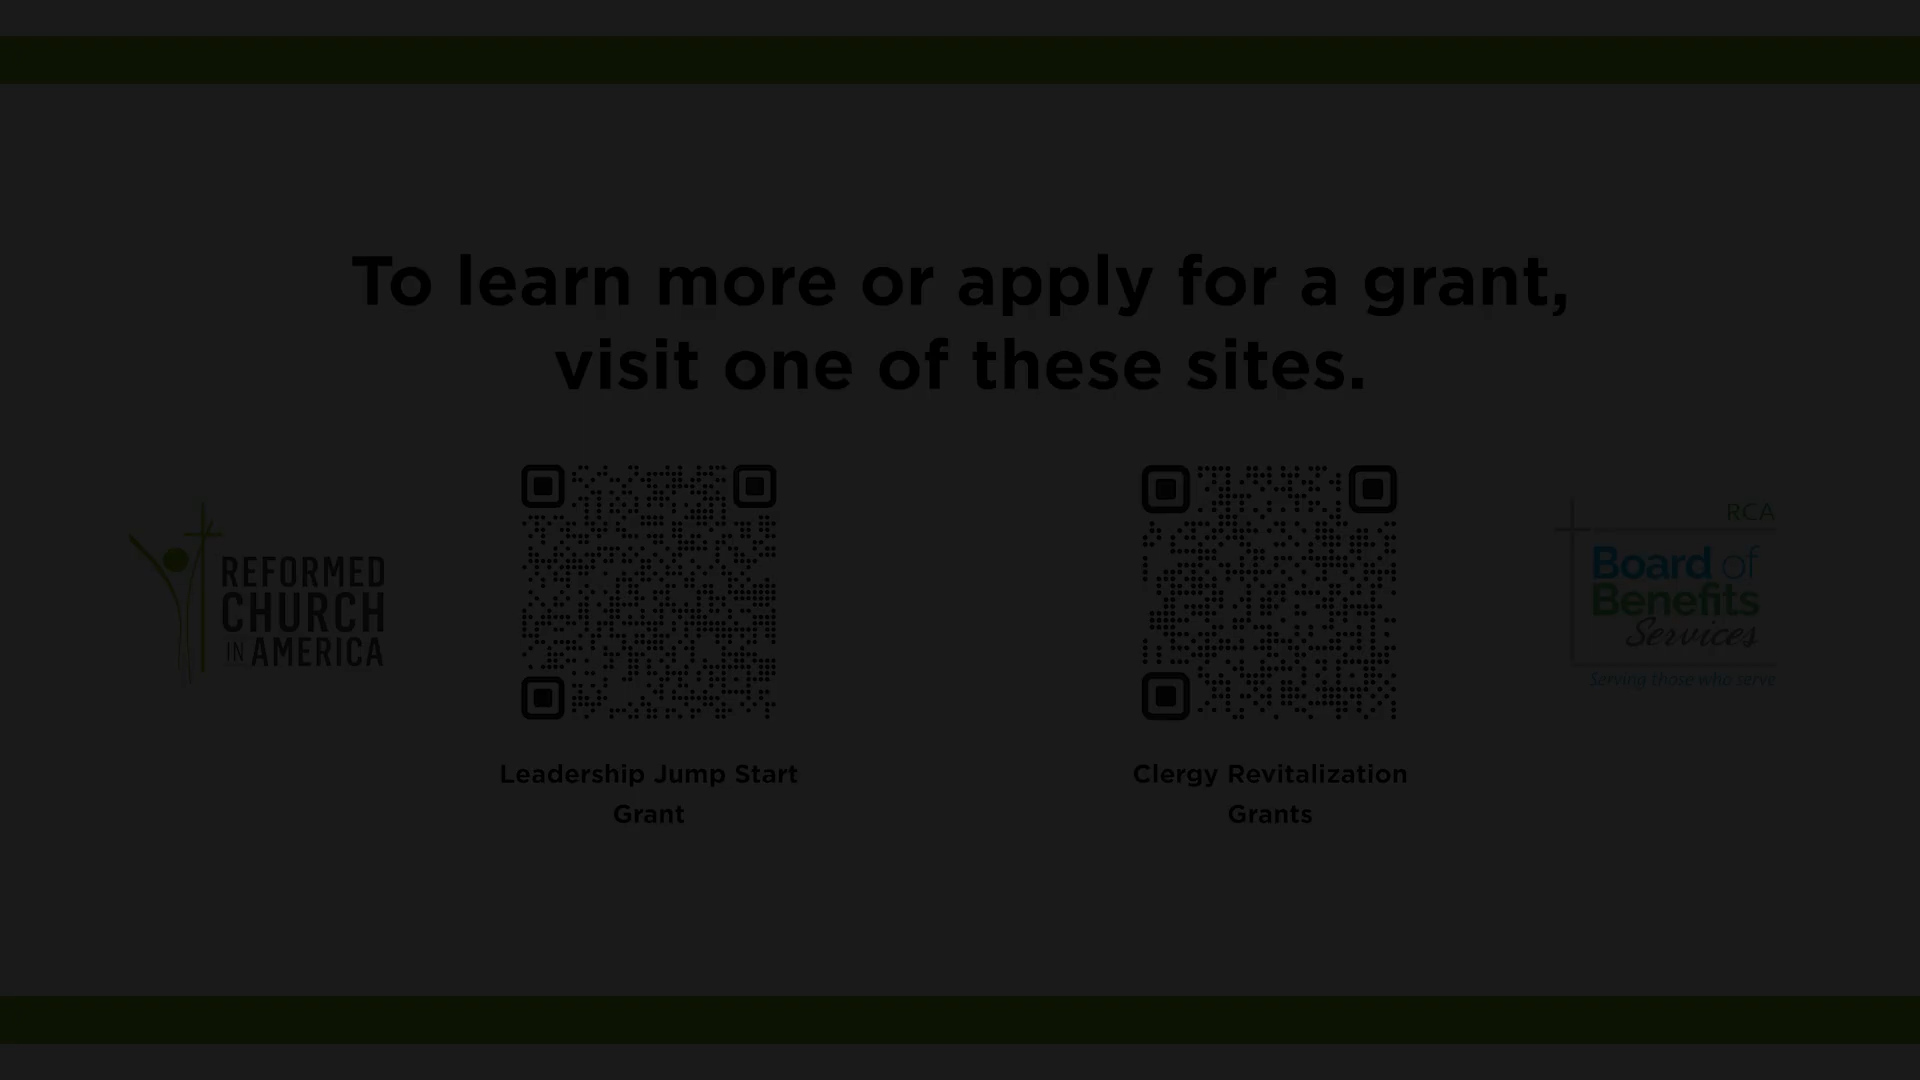 To learn more or apply for a grant,
visit one of these sites.
REFORMED
CHURCH
IN AMERICA
RCA
Board of
Benefits
Services
Serving those who serve
Leadership Jump Start
Grant
Clergy Revitalization
Grants